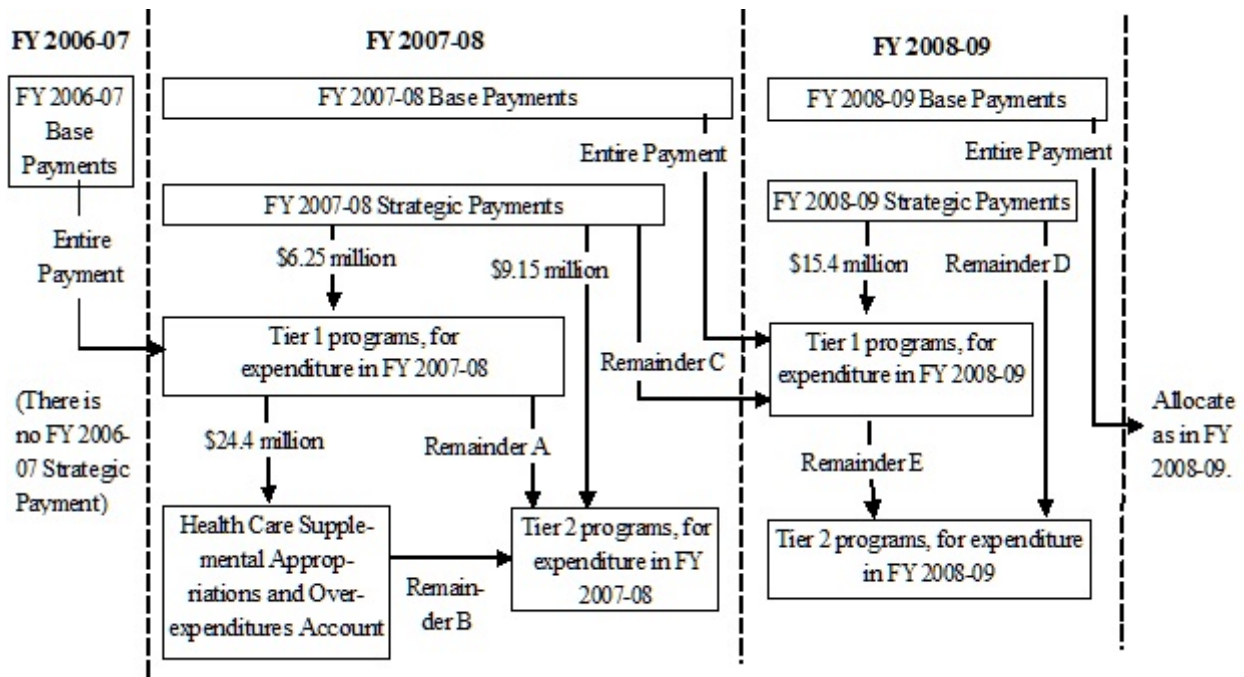 FY 2006-07
FY 2007-08
FY 2008-09
FY 2006-07
Base
Payments
FY 2007-08 Base Payments
FY 2008-09 Base Payments
Entire Payment
Entire Payment
FY 2007-08 Strategic Payments
FY 2008-09 Strategic Payments
Entire
Payment
$6.25 million
$9.15 million
$15.4 million
Remainder D
Tier 1 programs, for
expenditure in FY 2007-08
Remainder C
Tier 1 programs, for
expenditure in FY 2008-09
(There is
no FY 2006-
07 Strategic
Payment)
$24.4 million
Remainder A
Remainder E
Allocate
as in FY
2008-09.
Health Care Supple-
mental Approp-
riations and Over-
expenditures Account
Remain-
der B
Tier 2 programs, for
expenditure in FY
2007-08
Tier 2 programs, for expenditure
in FY 2008-09